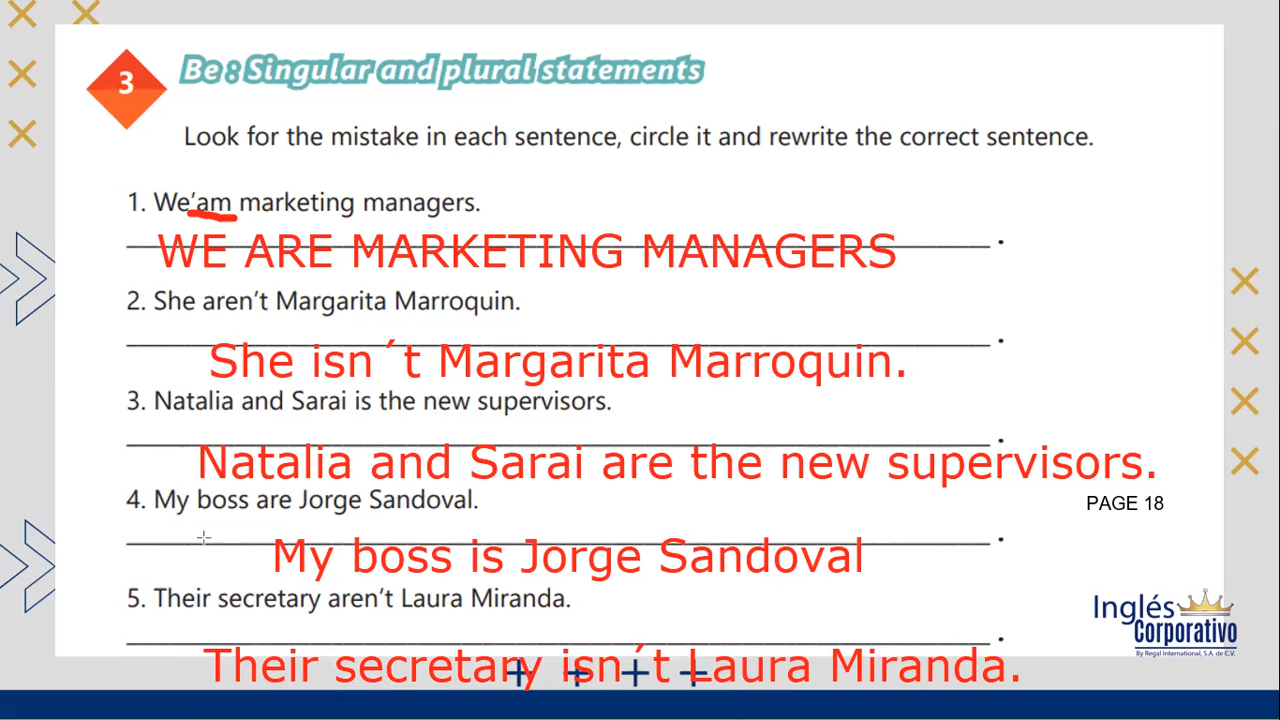 3
Be: Singular and plural statements
Look for the mistake in each sentence, circle it and rewrite the correct sentence.
1. We'am marketing managers.
WE ARE MARKETING MANAGERS
2. She aren't Margarita Marroquin.
She isn´t Margarita Marroquin.
3. Natalia and Sarai is the new supervisors.
Natalia and Sarai are the new supervisors.
4. My boss are Jorge Sandoval.
PAGE 18
My boss is Jorge Sandoval
5. Their secretary aren't Laura Miranda.
Their secretary isn´t Laura Miranda.
Inglés
Corporativo
By Regal International, S.A. de C.V.